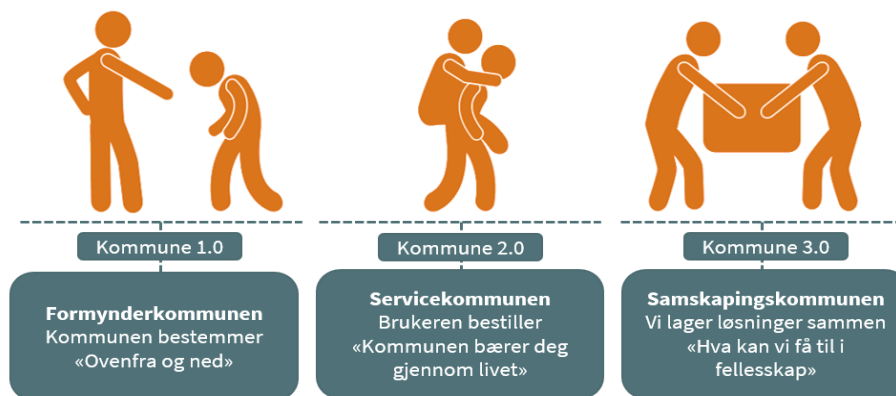 Kommune 1.0
Formynderkommunen
Kommunen bestemmer
«Ovenfra og ned»
Kommune 2.0
Servicekommunen
Brukeren bestiller
«Kommunen bærer deg
gjennom livet»
Kommune 3.0
Samskapingskommunen
Vi lager løsninger sammen
«Hva kan vi få til i
fellesskap»